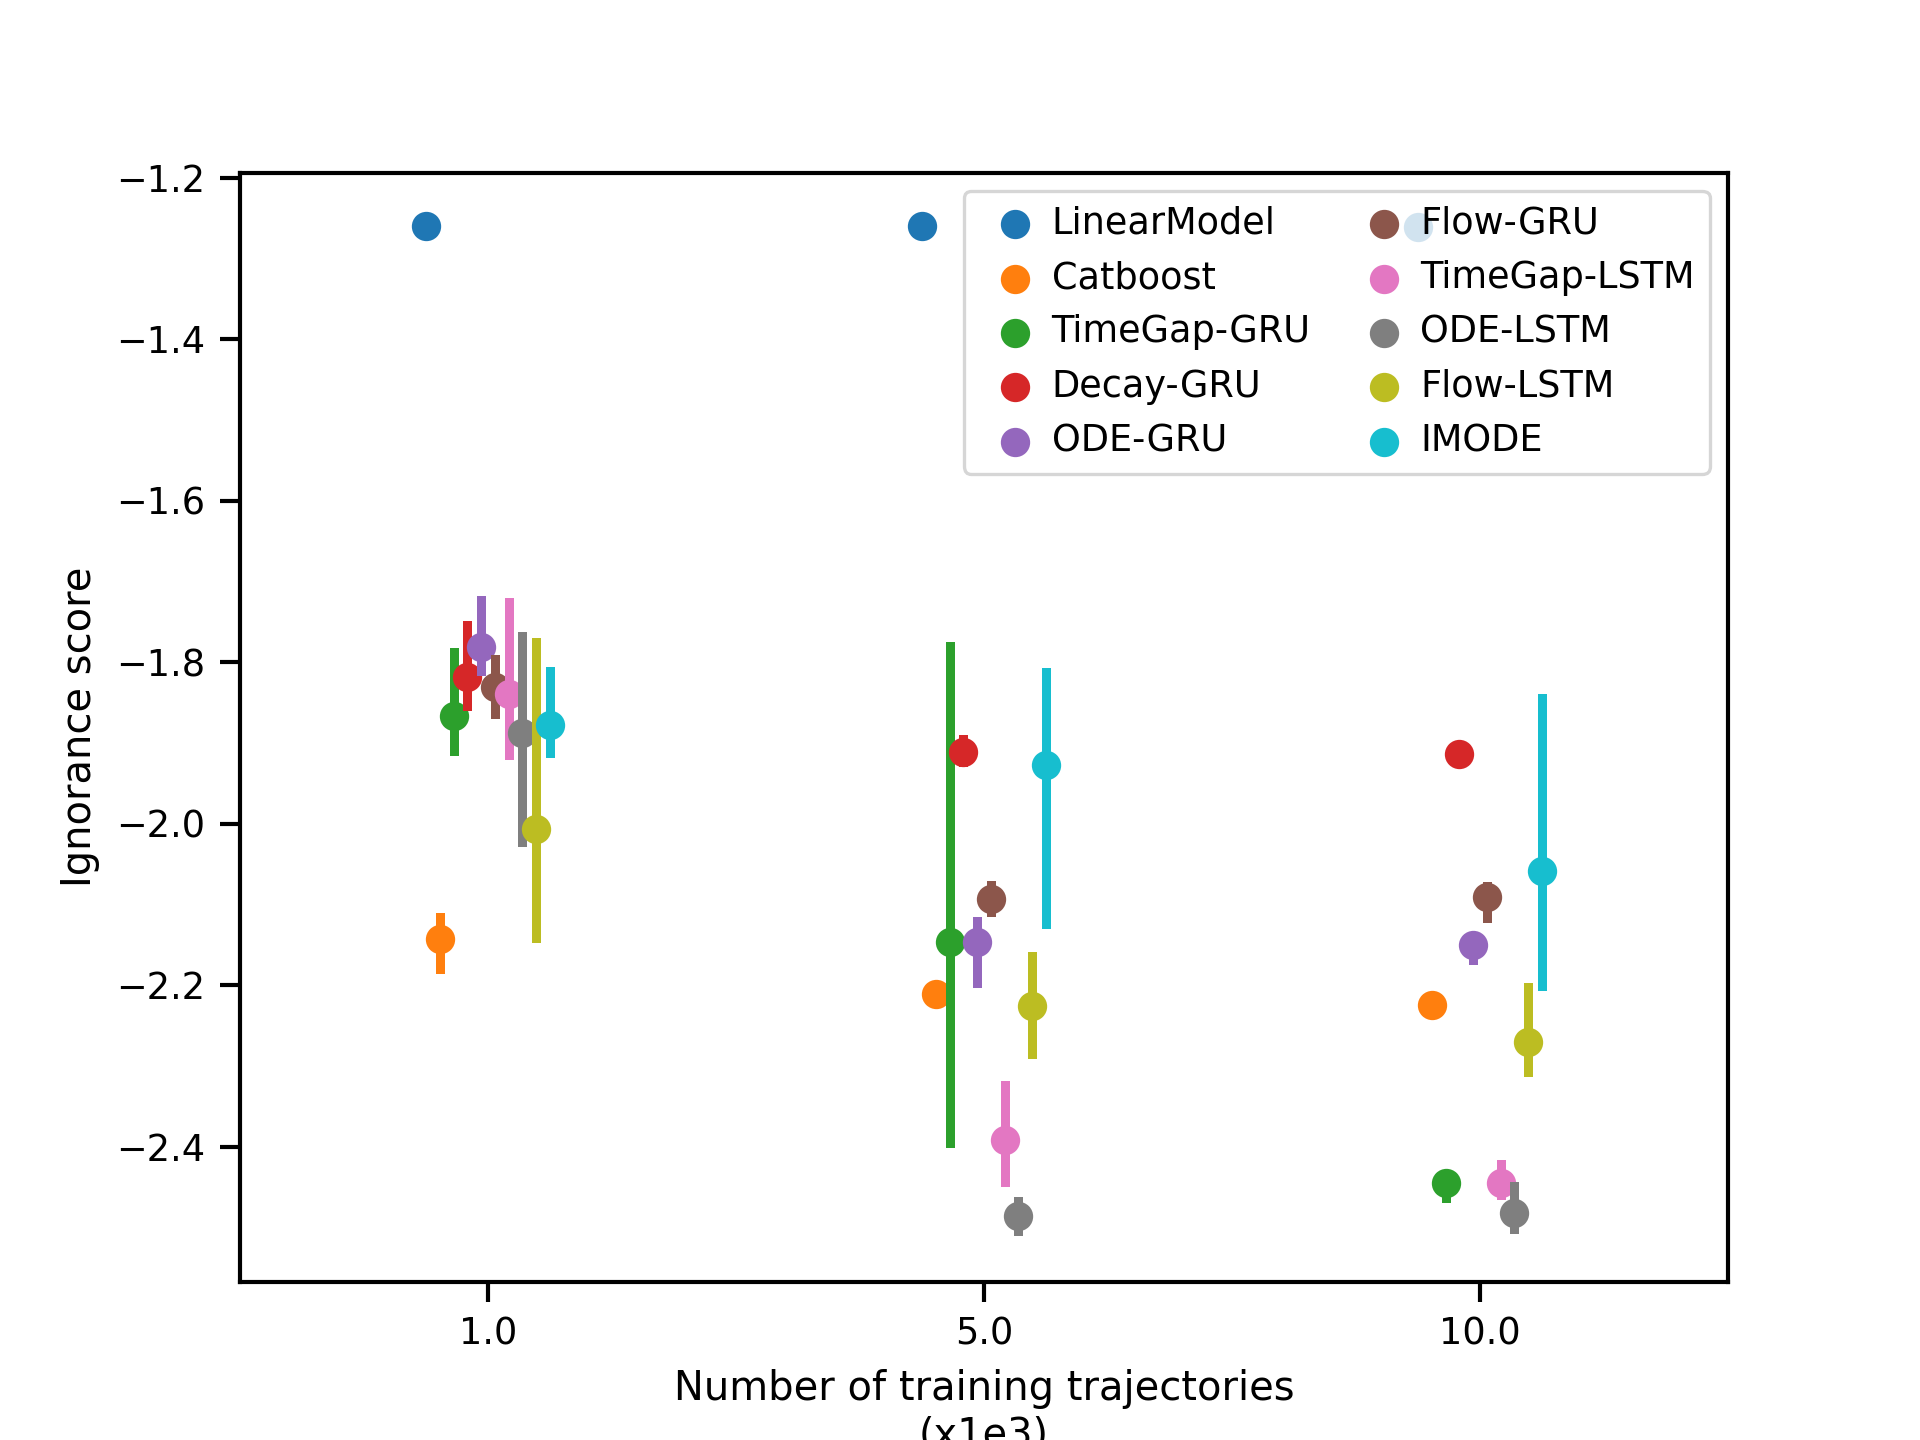 −1.2
−1.4
−1.6
−1.8
−2.0
−2.2
−2.4
Ignorance score
LinearModel
Catboost
TimeGap-GRU
Decay-GRU
ODE-GRU
Flow-GRU
TimeGap-LSTM
ODE-LSTM
Flow-LSTM
IMODE
1.0
5.0
10.0
Number of training trajectories
(x1e3)